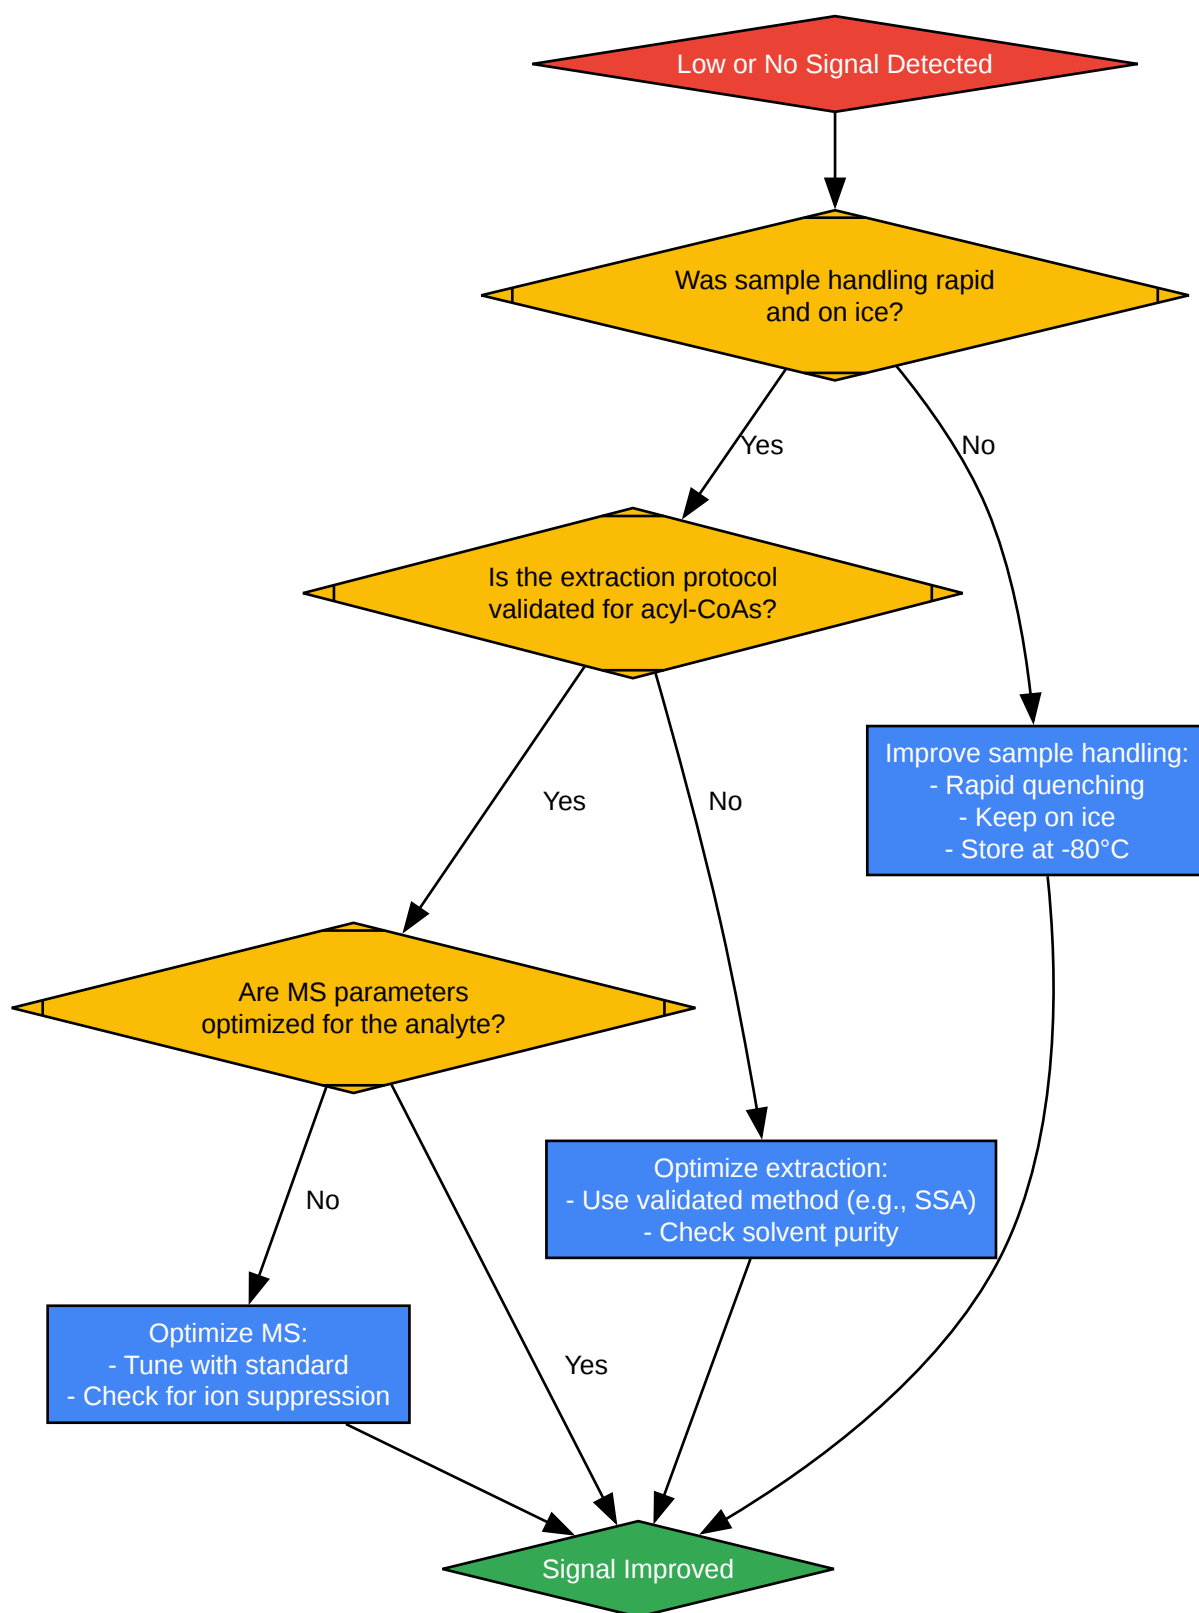 Low or No Signal Detected
Was sample handling rapid
and on ice?
Yes
No
Is the extraction protocol
validated for acyl-CoAs?
Improve sample handling:
- Rapid quenching
- Keep on ice
- Store at -80°C
Yes
No
Are MS parameters
optimized for the analyte?
Optimize extraction:
- Use validated method (e.g., SSA)
- Check solvent purity
No
Optimize MS:
- Tune with standard
- Check for ion suppression
Yes
Signal Improved